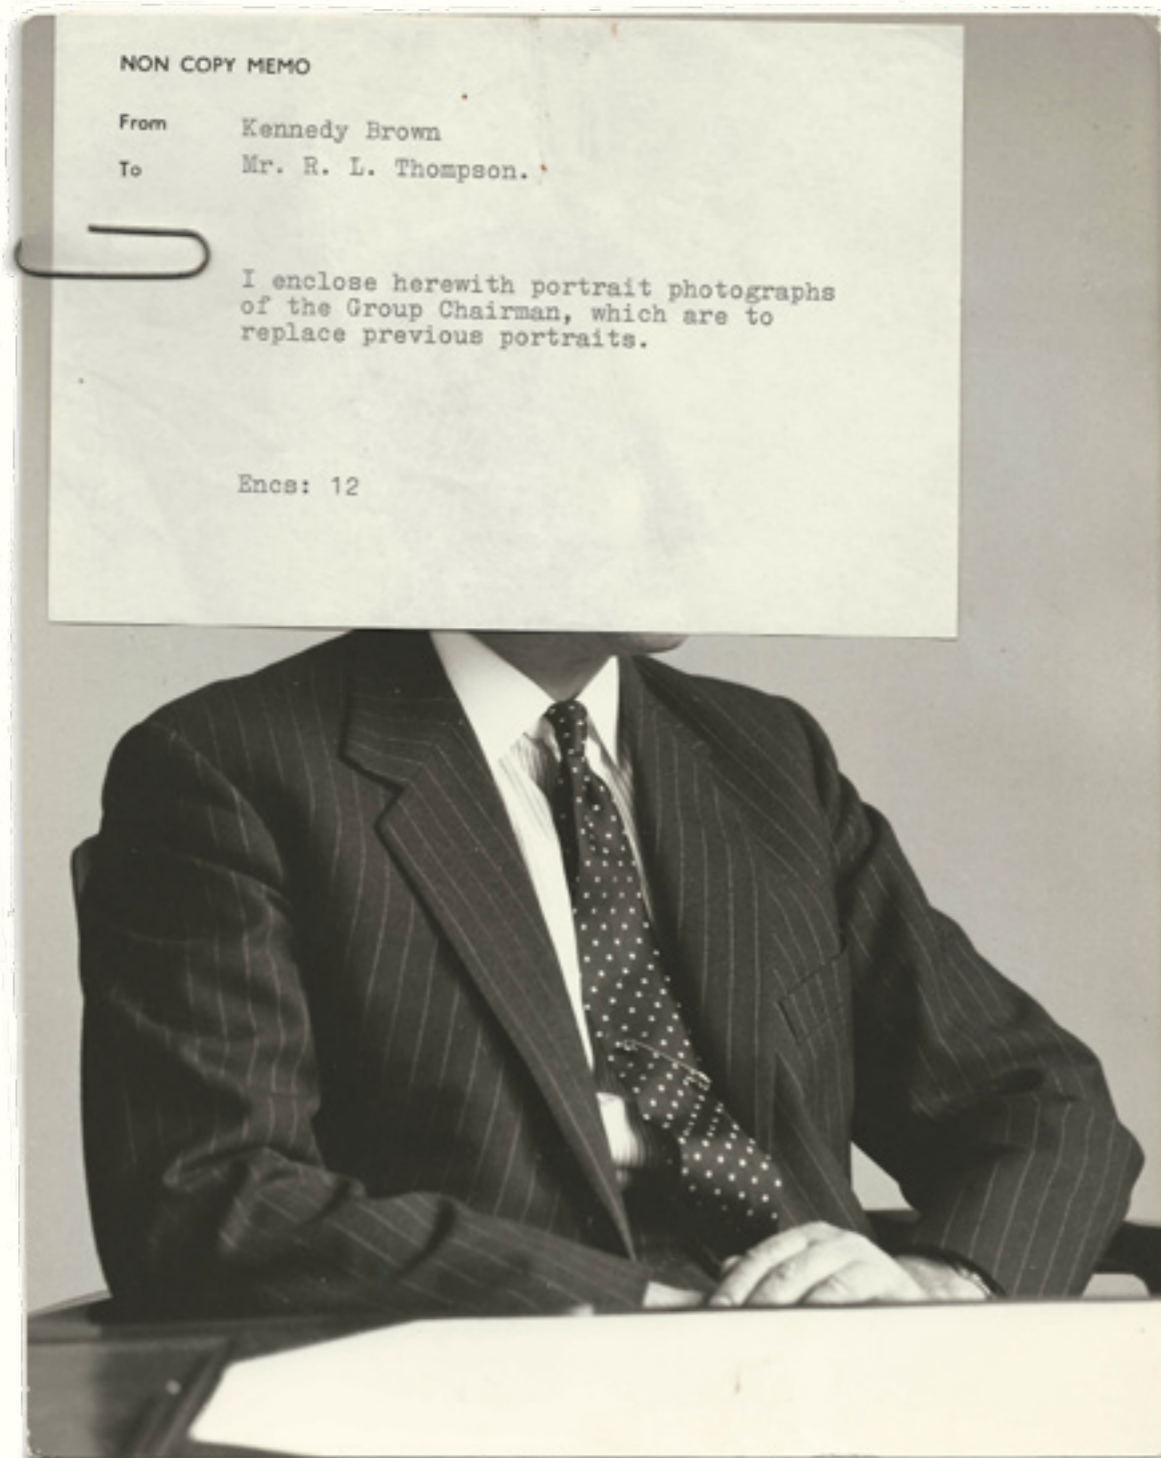 NON COPY MEMO
From Kennedy Brown
To Mr. R. L. Thompson.
I enclose herewith portrait photographs
of the Group Chairman, which are to
replace previous portraits.
Encs: 12